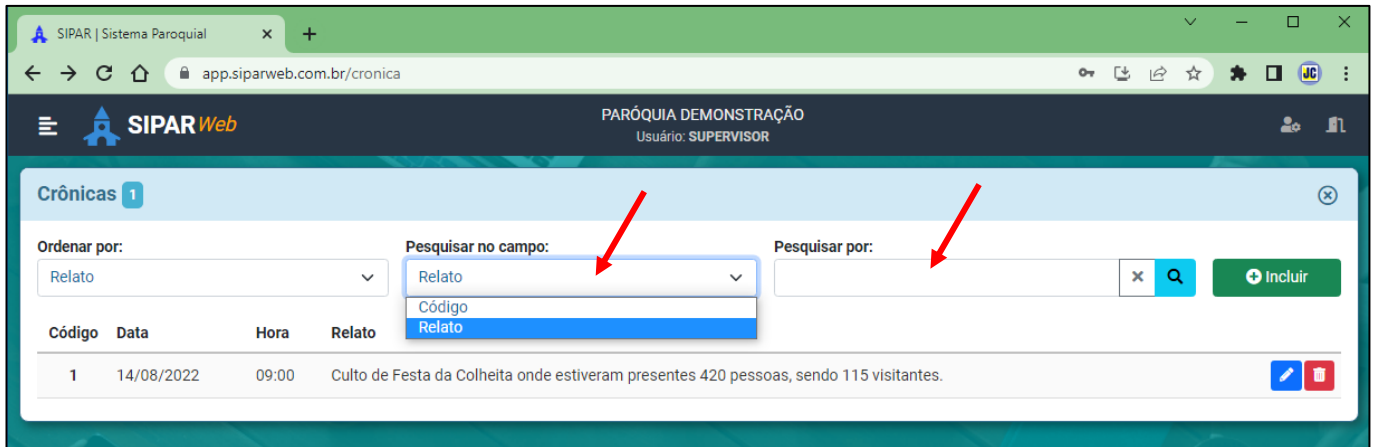 SIPAR | Sistema Paroquial
app.siparweb.com.br/cronica
JC
SIPAR Web
PARÓQUIA DEMONSTRAÇÃO
Usuário: SUPERVISOR
Crônicas 1
Ordenar por: Pesquisar no campo: Pesquisar por:
Relato Relato Incluir
Código
Relato
Código Data Hora Relato
1 14/08/2022 09:00 Culto de Festa da Colheita onde estiveram presentes 420 pessoas, sendo 115 visitantes.